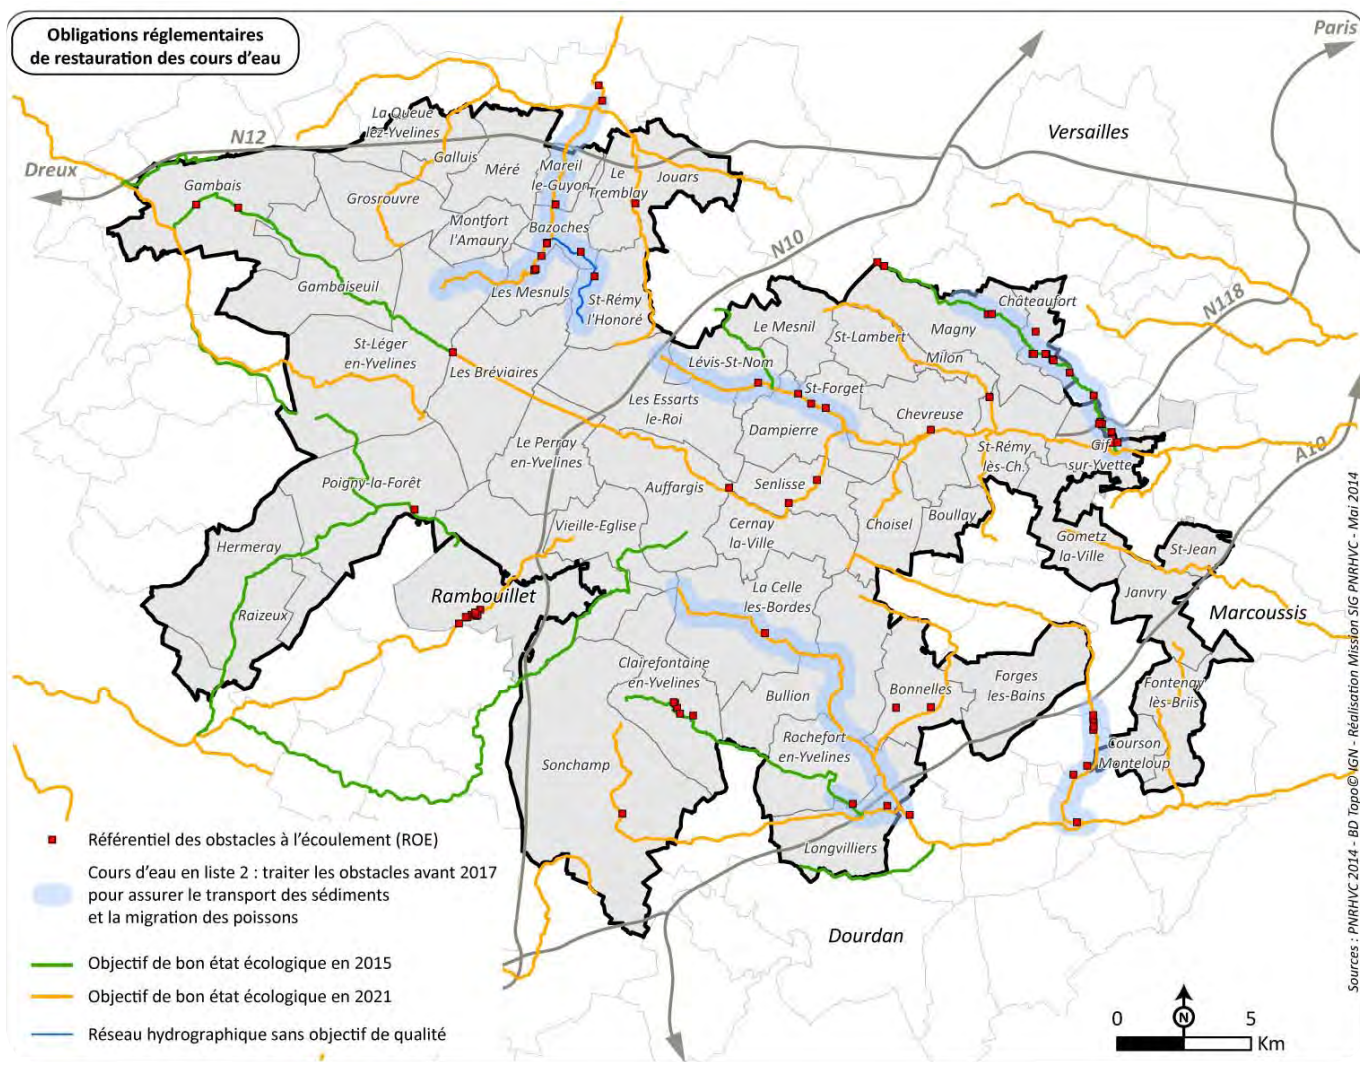 Obligations réglementaires
de restauration des cours d'eau
Paris
Versailles
N12
Dreux
La Queue
lez-Yvelines
Galluis
Méré
Mareil
le-Guyon
Le
Tremblay
Jouars
Gambais
Grosrouvre
Montfort
l'Amaury
Bazoches
N10
Gambaiseuil
Les Mesnuls
St-Rémy
l'Honoré
Châteaufort
N118
Le Mesnil
St-Lambert
Magny
Milon
St-Léger
en-Yvelines
Les Bréviaires
Lévis-St-Nom
St-Forget
Les Essarts
le-Roi
Dampierre
Chevreuse
Le Perray
en-Yvelines
St-Rémy
lès-Ch.
Gif
sur-Yvette
A10
Poigny-la-Forêt
Auffargis
Senlisse
Cernay
la-Ville
Choisel
Boullay
Vieille-Eglise
Hermeray
Gometz
la-Ville
St-Jean
Janvry
Rambouillet
Raizeux
La Celle
les-Bordes
Marcoussis
Clairefontaine
en-Yvelines
Bullion
Bonnelles
Forges
les-Bains
Fontenay
lès-Briis
Rochefort
en-Yvelines
Sonchamp
Courson
Monteloup
Longvilliers
Dourdan
Référentiel des obstacles à l'écoulement (ROE)
Cours d'eau en liste 2 : traiter les obstacles avant 2017
pour assurer le transport des sédiments
et la migration des poissons
Objectif de bon état écologique en 2015
Objectif de bon état écologique en 2021
Réseau hydrographique sans objectif de qualité
N
0 5
Km
Sources : PNRHVC 2014 - BD Topo© IGN - Réalisation Mission SIG PNRHVC - Mai 2014